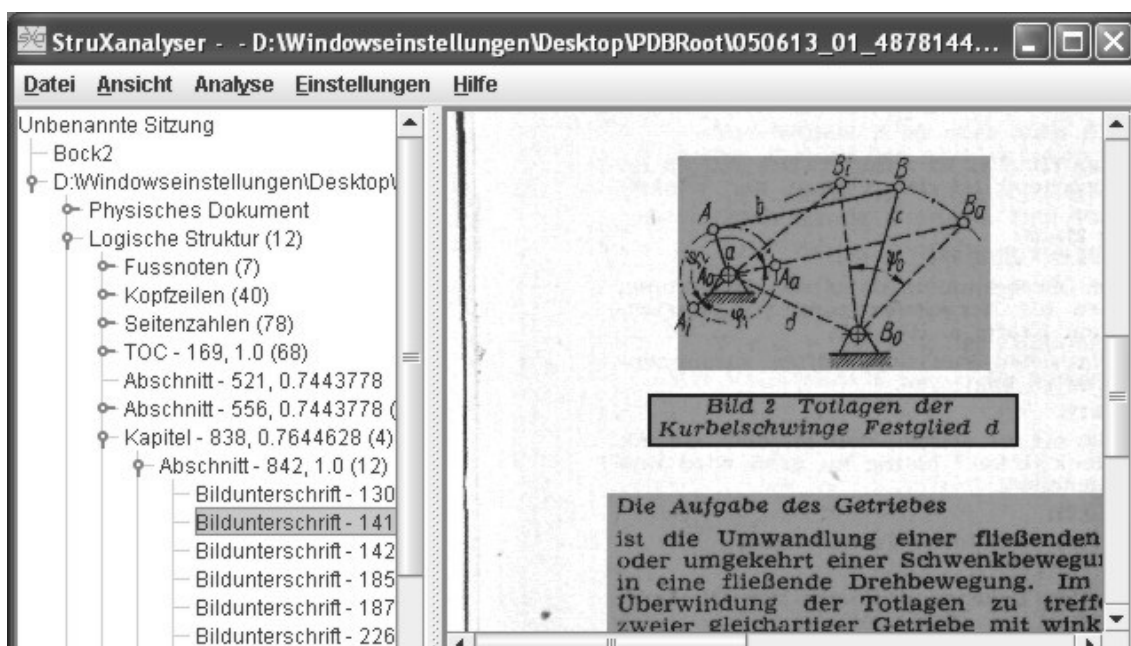 StruXanalyser - - D:\Windowseinstellungen\Desktop\PDBRoot\050613_01_4878144...
Datei Ansicht Analyse Einstellungen Hilfe
Unbenannte Sitzung
Bock2
D:\Windowseinstellungen\Desktop\
Physisches Dokument
Logische Struktur (12)
Fussnoten (7)
Kopfzeilen (40)
Seitenzahlen (78)
TOC - 169, 1.0 (68)
Abschnitt - 521, 0.7443778
Abschnitt - 556, 0.7443778 (
Kapitel - 838, 0.7644628 (4)
Abschnitt - 842, 1.0 (12)
Bildunterschrift - 130
Bildunterschrift - 141
Bildunterschrift - 142
Bildunterschrift - 185
Bildunterschrift - 187
Bildunterschrift - 226
Bi B
A b c Ba
a
A0 Aa ψ0
Ai φ1 d B0
Bild 2 Totlagen der
Kurbelschwinge Festglied d
Die Aufgabe des Getriebes
ist die Umwandlung einer fließenden
oder umgekehrt einer Schwenkbewegu
in eine fließende Drehbewegung. Im
Überwindung der Totlagen zu treff
zweier gleichartiger Getriebe mit wink